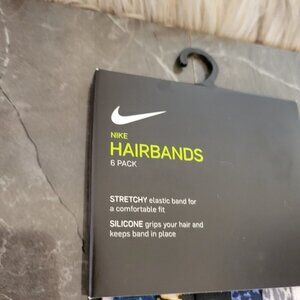 NIKE
HAIRBANDS
6 PACK
STRETCHY elastic band for
a comfortable fit
SILICONE grips your hair and
keeps band in place